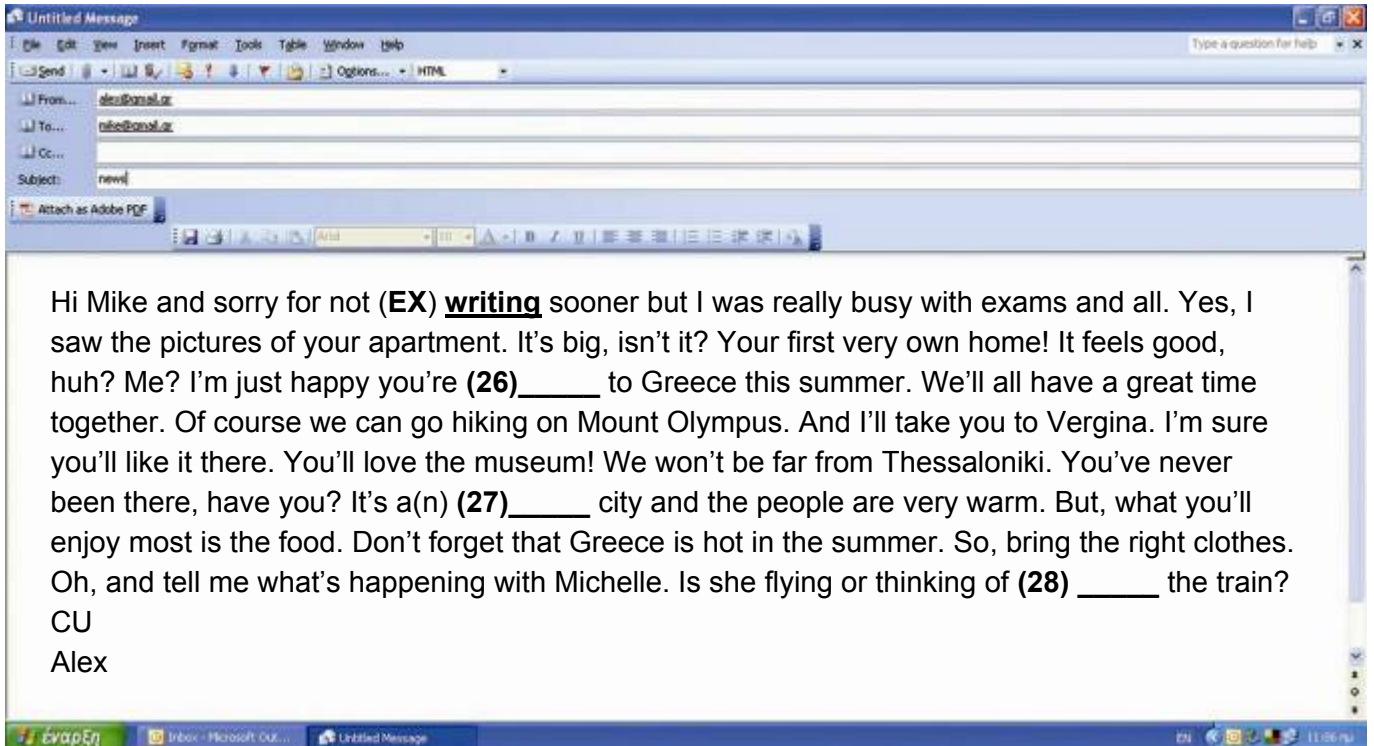 Untitled Message
File Edit View Insert Format Tools Table Window Help Type a question for help
Send Options... HTML
From... alex@gmail.gr
To... mike@gmail.gr
Cc...
Subject: news
Attach as Adobe PDF
Arial 10 A B I U
Hi Mike and sorry for not (EX) writing sooner but I was really busy with exams and all. Yes, I
saw the pictures of your apartment. It’s big, isn’t it? Your first very own home! It feels good,
huh? Me? I’m just happy you’re (26)_____ to Greece this summer. We’ll all have a great time
together. Of course we can go hiking on Mount Olympus. And I’ll take you to Vergina. I’m sure
you’ll like it there. You’ll love the museum! We won’t be far from Thessaloniki. You’ve never
been there, have you? It’s a(n) (27)_____ city and the people are very warm. But, what you’ll
enjoy most is the food. Don’t forget that Greece is hot in the summer. So, bring the right clothes.
Oh, and tell me what’s happening with Michelle. Is she flying or thinking of (28) _____ the train?
CU
Alex
έναρξη Inbox - Microsoft Out... Untitled Message EN 11:06 πμ